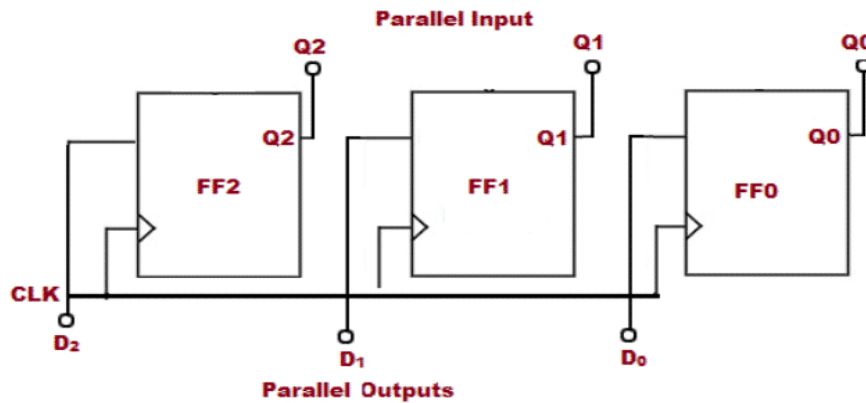 Parallel Input
Q2 Q1 Q0
Q2 Q1 Q0
FF2 FF1 FF0
CLK
D₂ D₁ D₀
Parallel Outputs